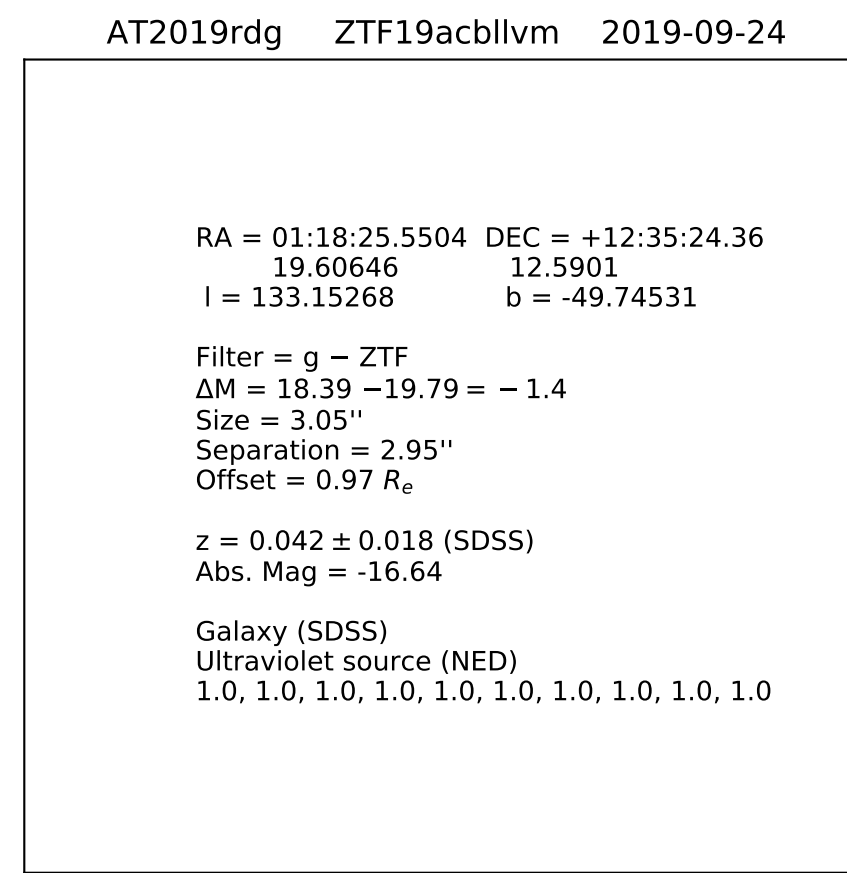 AT2019rdg ZTF19acbllvm 2019-09-24
RA = 01:18:25.5504 DEC = +12:35:24.36
19.60646 12.5901
l = 133.15268 b = -49.74531
Filter = g − ZTF
ΔM = 18.39 −19.79 = − 1.4
Size = 3.05''
Separation = 2.95''
Offset = 0.97 Rₑ
z = 0.042 ± 0.018 (SDSS)
Abs. Mag = -16.64
Galaxy (SDSS)
Ultraviolet source (NED)
1.0, 1.0, 1.0, 1.0, 1.0, 1.0, 1.0, 1.0, 1.0, 1.0